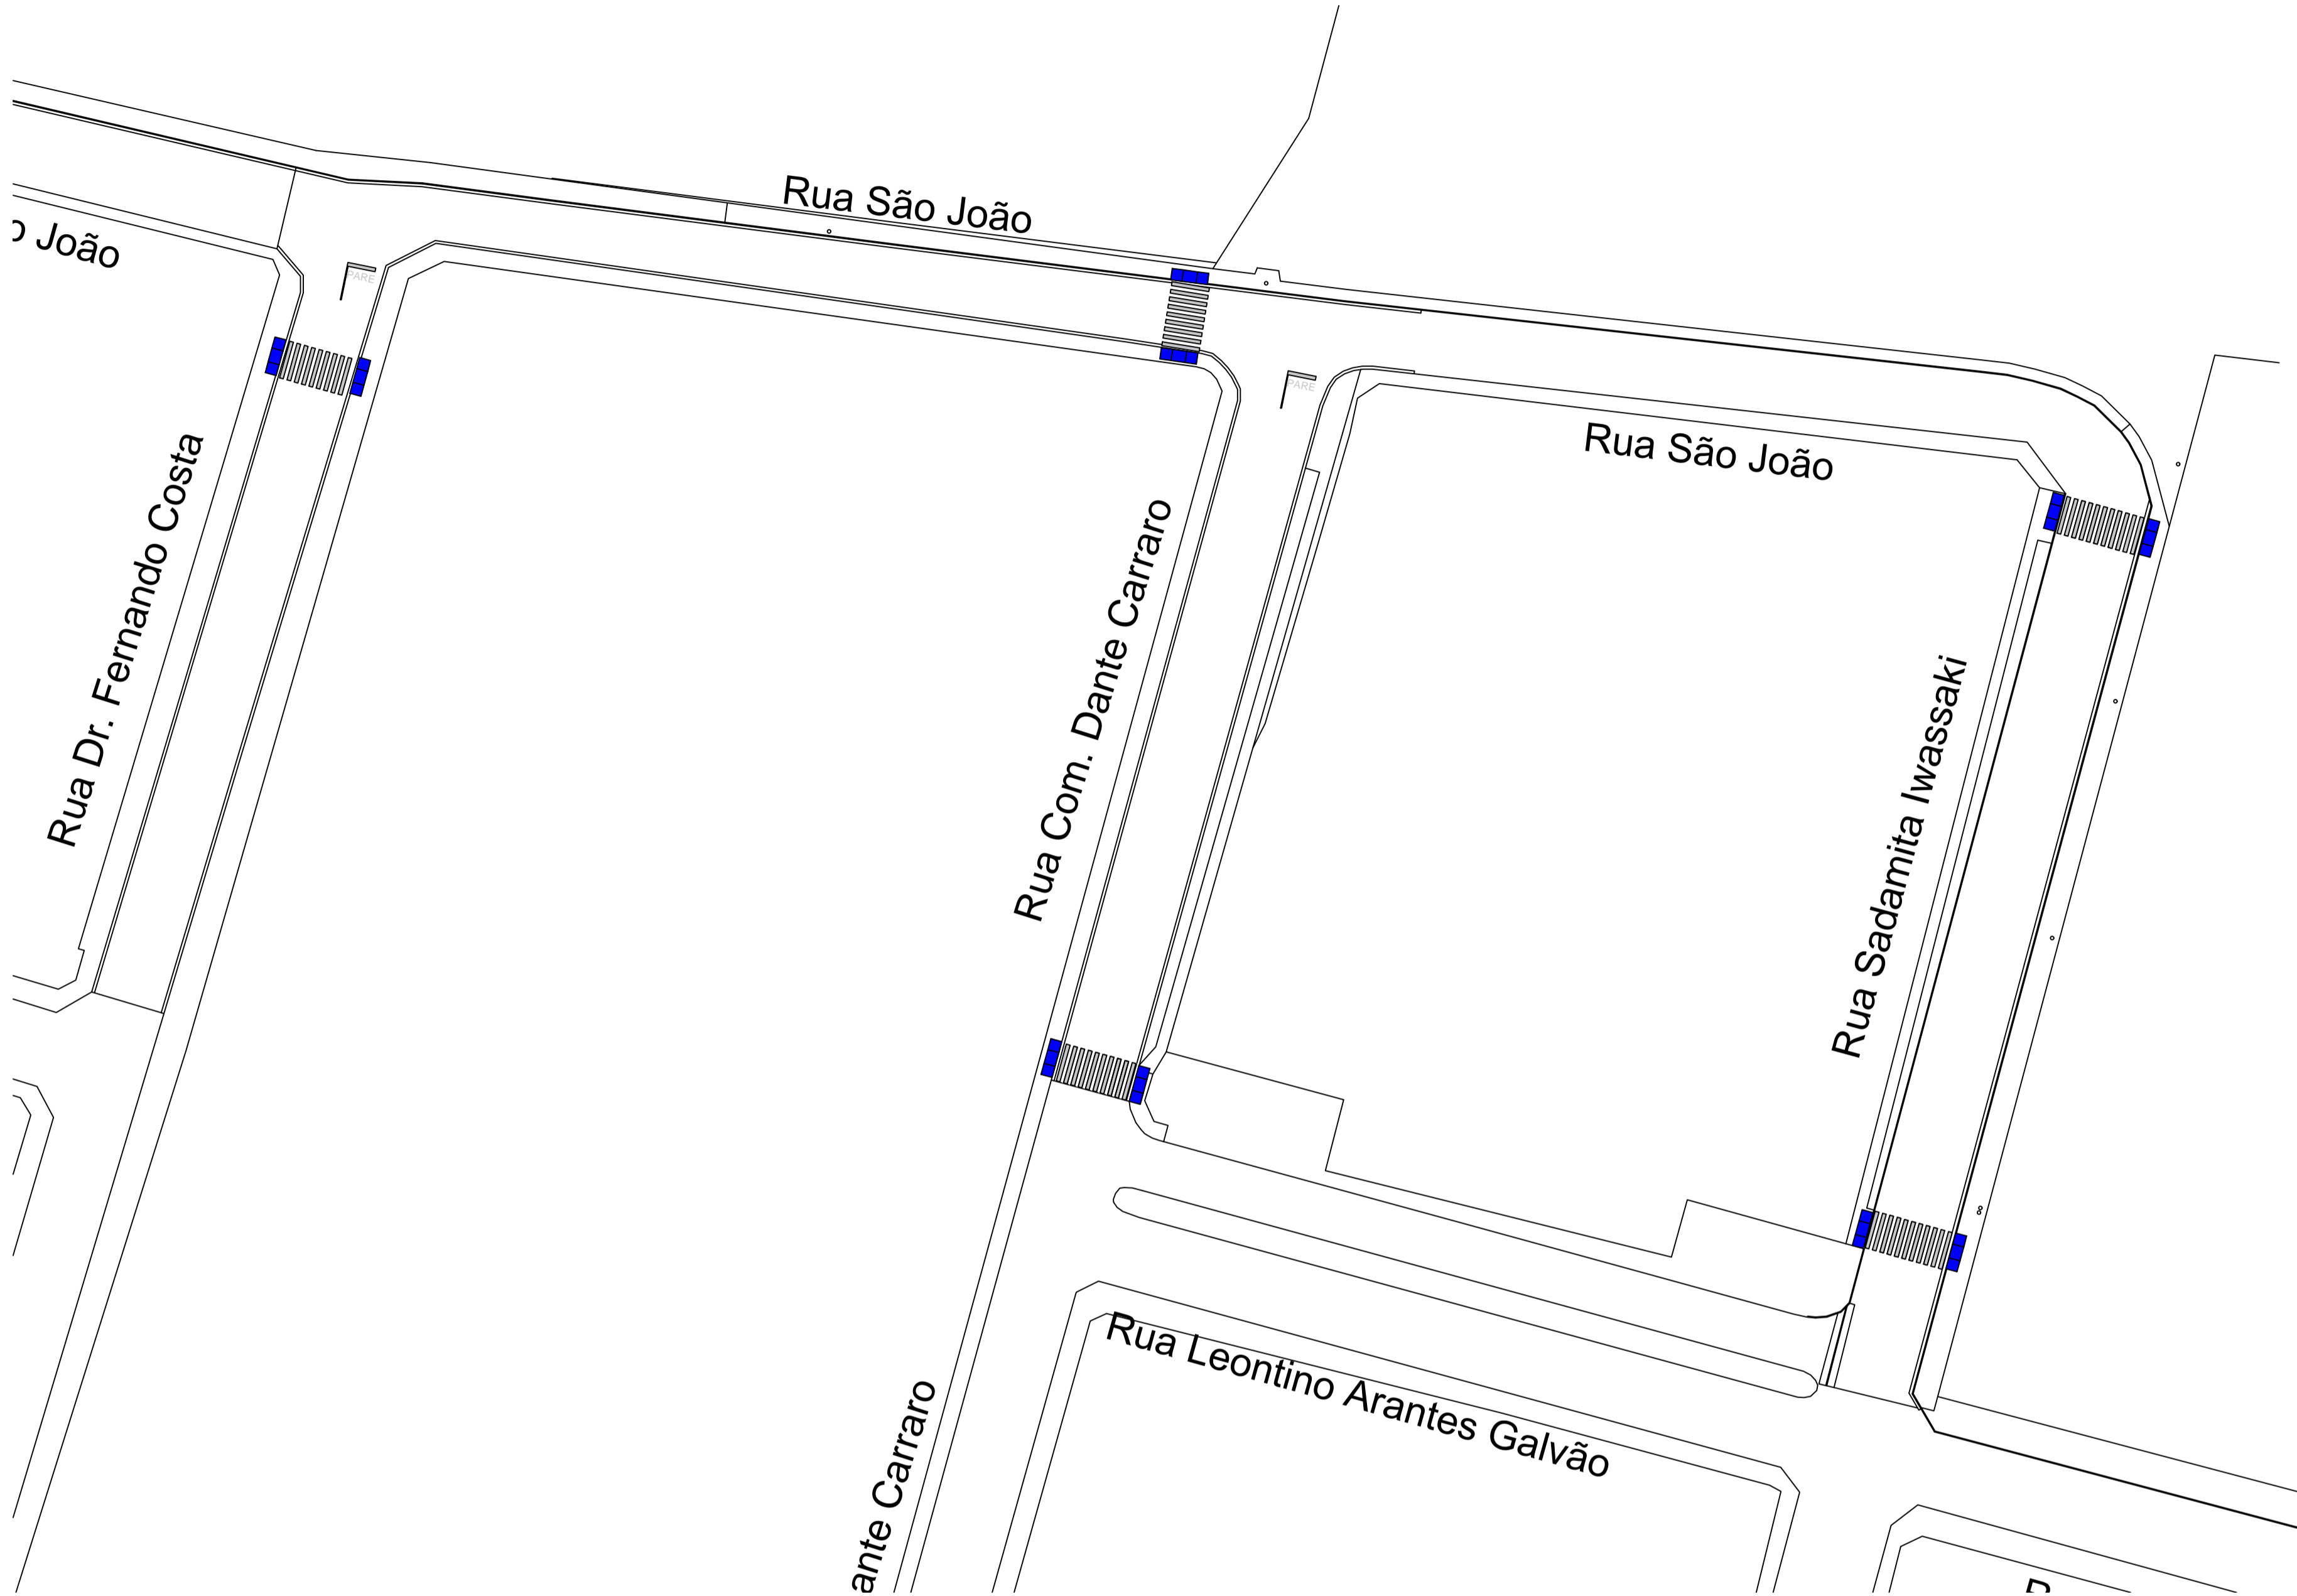 Rua São João
João
PARE
PARE
Rua São João
Rua Dr. Fernando Costa
Rua Com. Dante Carraro
Rua Sadamita Iwassaki
Rua Leontino Arantes Galvão
ante Carraro